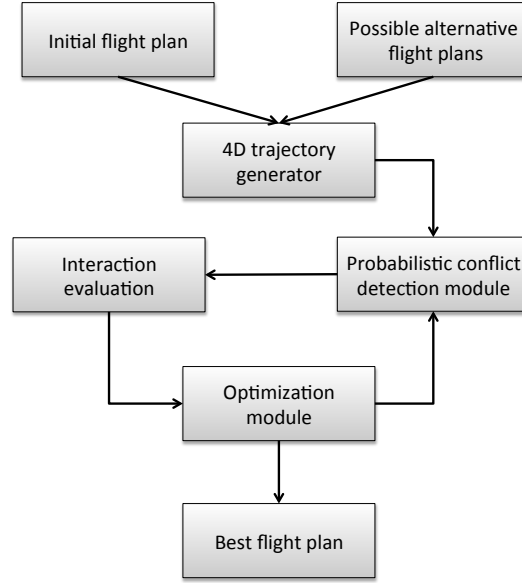 Initial flight plan
Possible alternative
flight plans
4D trajectory
generator
Interaction
evaluation
Probabilistic conflict
detection module
Optimization
module
Best flight plan